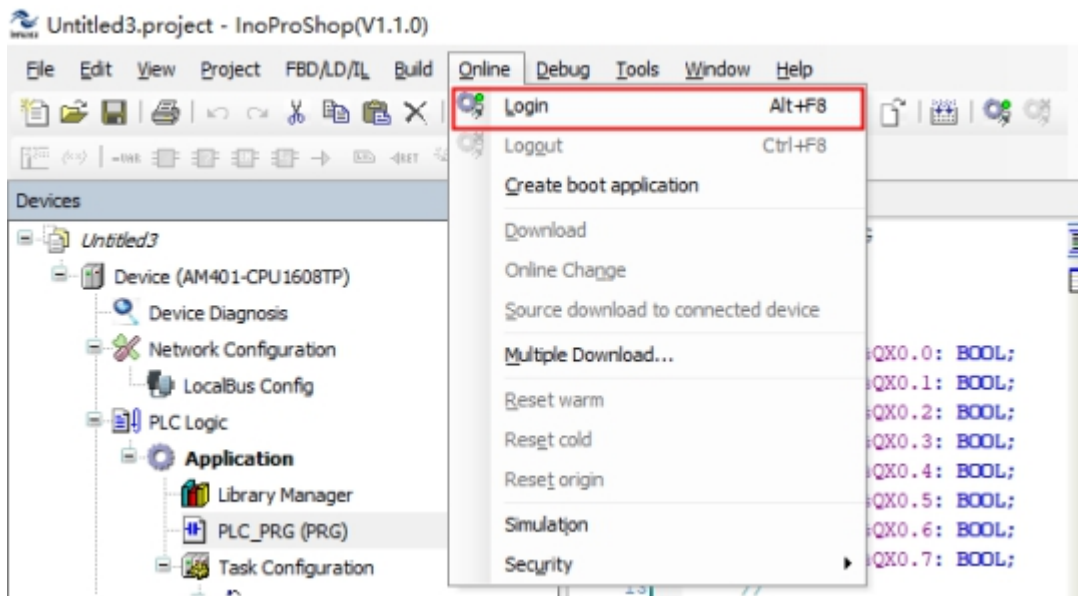 Untitled3.project - InoProShop(V1.1.0)
File Edit View Project FBD/LD/IL Build Online Debug Tools Window Help
Login Alt+F8
Logout Ctrl+F8
Create boot application
Download
Online Change
Source download to connected device
Multiple Download...
Reset warm
Reset cold
Reset origin
Simulation
Security
Devices
Untitled3
Device (AM401-CPU1608TP)
Device Diagnosis
Network Configuration
LocalBus Config
PLC Logic
Application
Library Manager
PLC_PRG (PRG)
Task Configuration
QX0.0: BOOL;
QX0.1: BOOL;
QX0.2: BOOL;
QX0.3: BOOL;
QX0.4: BOOL;
QX0.5: BOOL;
QX0.6: BOOL;
QX0.7: BOOL;
//